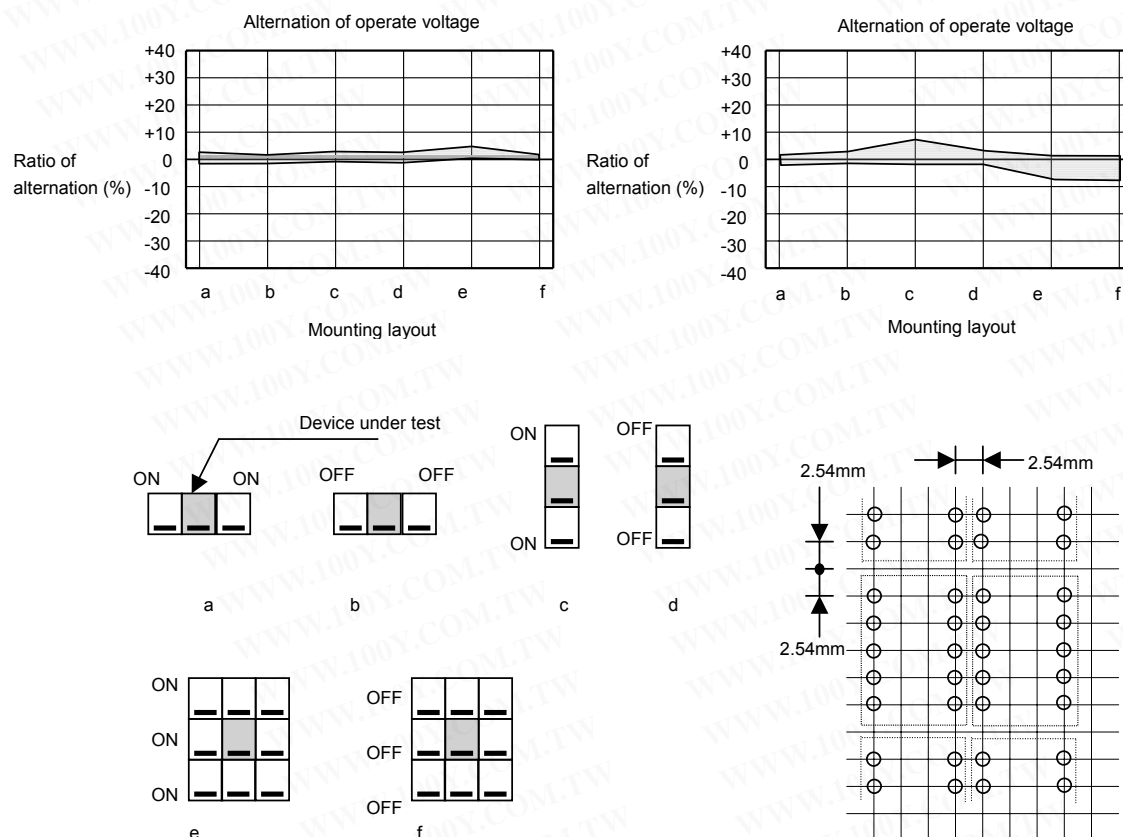 Alternation of operate voltage
+40
+30
+20
+10
0
-10
-20
-30
-40
Ratio of
alternation (%)
a b c d e f
Mounting layout
Alternation of operate voltage
+40
+30
+20
+10
0
-10
-20
-30
-40
Ratio of
alternation (%)
a b c d e f
Mounting layout
Device under test
ON ON
a
OFF OFF
b
ON
ON
c
OFF
OFF
d
ON
ON
ON
e
OFF
OFF
OFF
f
2.54mm
2.54mm
2.54mm
WWW.100Y.COM.TW